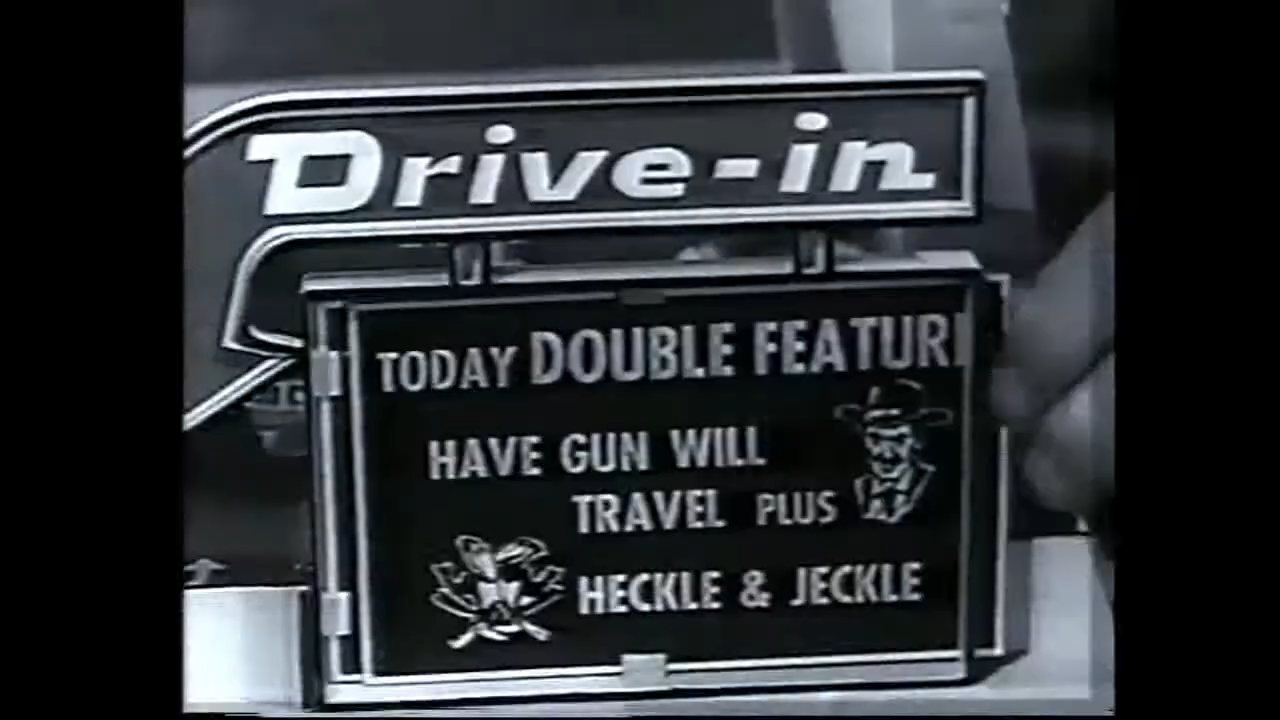 Drive-in
TODAY DOUBLE FEATUR
HAVE GUN WILL
TRAVEL PLUS
HECKLE & JECKLE